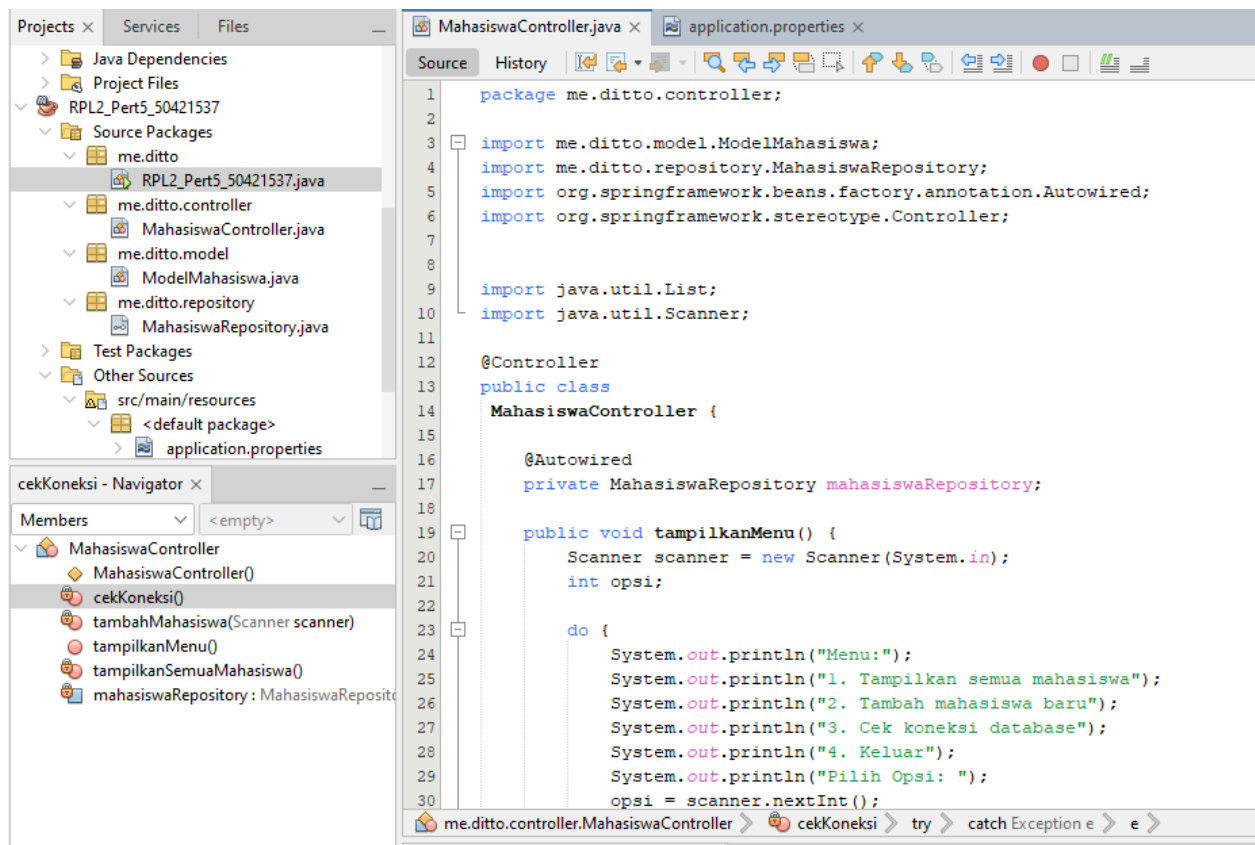 Projects
Services
Files
Java Dependencies
Project Files
RPL2_Pert5_50421537
Source Packages
me.ditto
RPL2_Pert5_50421537.java
me.ditto.controller
MahasiswaController.java
me.ditto.model
ModelMahasiswa.java
me.ditto.repository
MahasiswaRepository.java
Test Packages
Other Sources
src/main/resources
<default package>
application.properties
cekKoneksi - Navigator
Members
<empty>
MahasiswaController
MahasiswaController()
cekKoneksi()
tambahMahasiswa(Scanner scanner)
tampilkanMenu()
tampilkanSemuaMahasiswa()
mahasiswaRepository : MahasiswaReposito
MahasiswaController.java
application.properties
Source
History
1 package me.ditto.controller;
2
3 import me.ditto.model.ModelMahasiswa;
4 import me.ditto.repository.MahasiswaRepository;
5 import org.springframework.beans.factory.annotation.Autowired;
6 import org.springframework.stereotype.Controller;
7
8
9 import java.util.List;
10 import java.util.Scanner;
11
12 @Controller
13 public class
14 MahasiswaController {
15
16 @Autowired
17 private MahasiswaRepository mahasiswaRepository;
18
19 public void tampilkanMenu() {
20 Scanner scanner = new Scanner(System.in);
21 int opsi;
22
23 do {
24 System.out.println("Menu:");
25 System.out.println("1. Tampilkan semua mahasiswa");
26 System.out.println("2. Tambah mahasiswa baru");
27 System.out.println("3. Cek koneksi database");
28 System.out.println("4. Keluar");
29 System.out.println("Pilih Opsi: ");
30 opsi = scanner.nextInt();
me.ditto.controller.MahasiswaController cekKoneksi try catch Exception e e